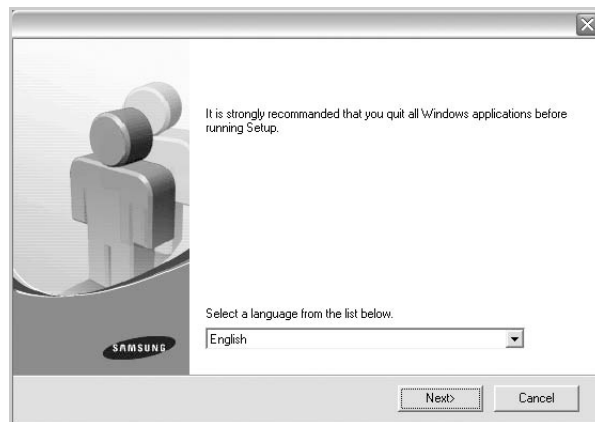 It is strongly recommanded that you quit all Windows applications before
running Setup.
Select a language from the list below.
English
SAMSUNG
Next>
Cancel